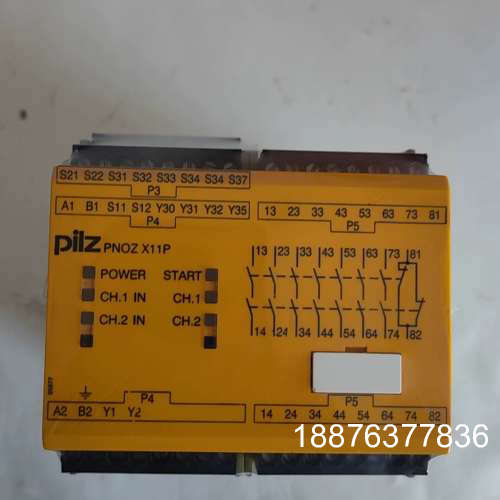 S21 S22 S31 S32 S33 S34 S34 S37
P3
A1 B1 S11 S12 Y30 Y31 Y32 Y35
P4
13 23 33 43 53 63 73 81
P5
pilz PNOZ X11P
POWER START
CH.1 IN CH.1
CH.2 IN CH.2
13 23 33 43 53 63 73 81
14 24 34 44 54 64 74 82
P4
A2 B2 Y1 Y2
P5
14 24 34 44 54 64 74 82
18876377836